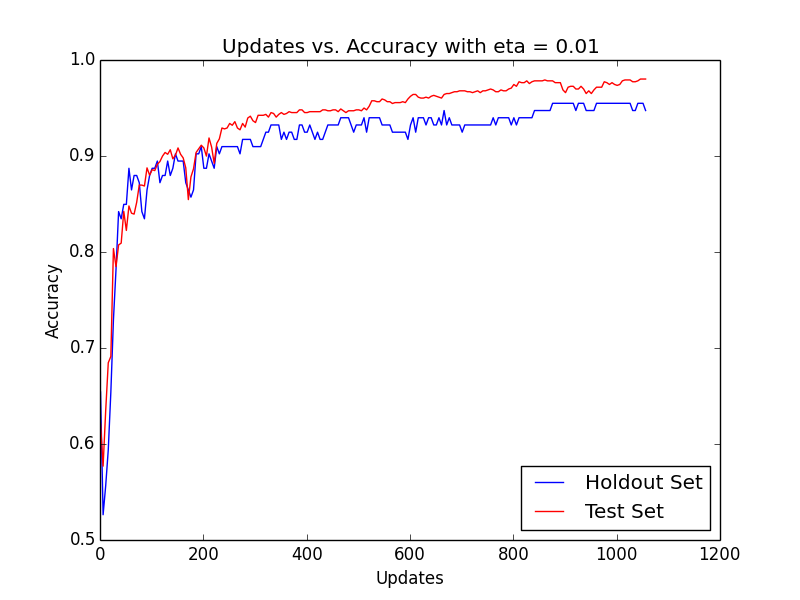 Updates vs. Accuracy with eta = 0.01
1.0
0.9
0.8
0.7
0.6
0.5
Accuracy
Holdout Set
Test Set
0 200 400 600 800 1000 1200
Updates